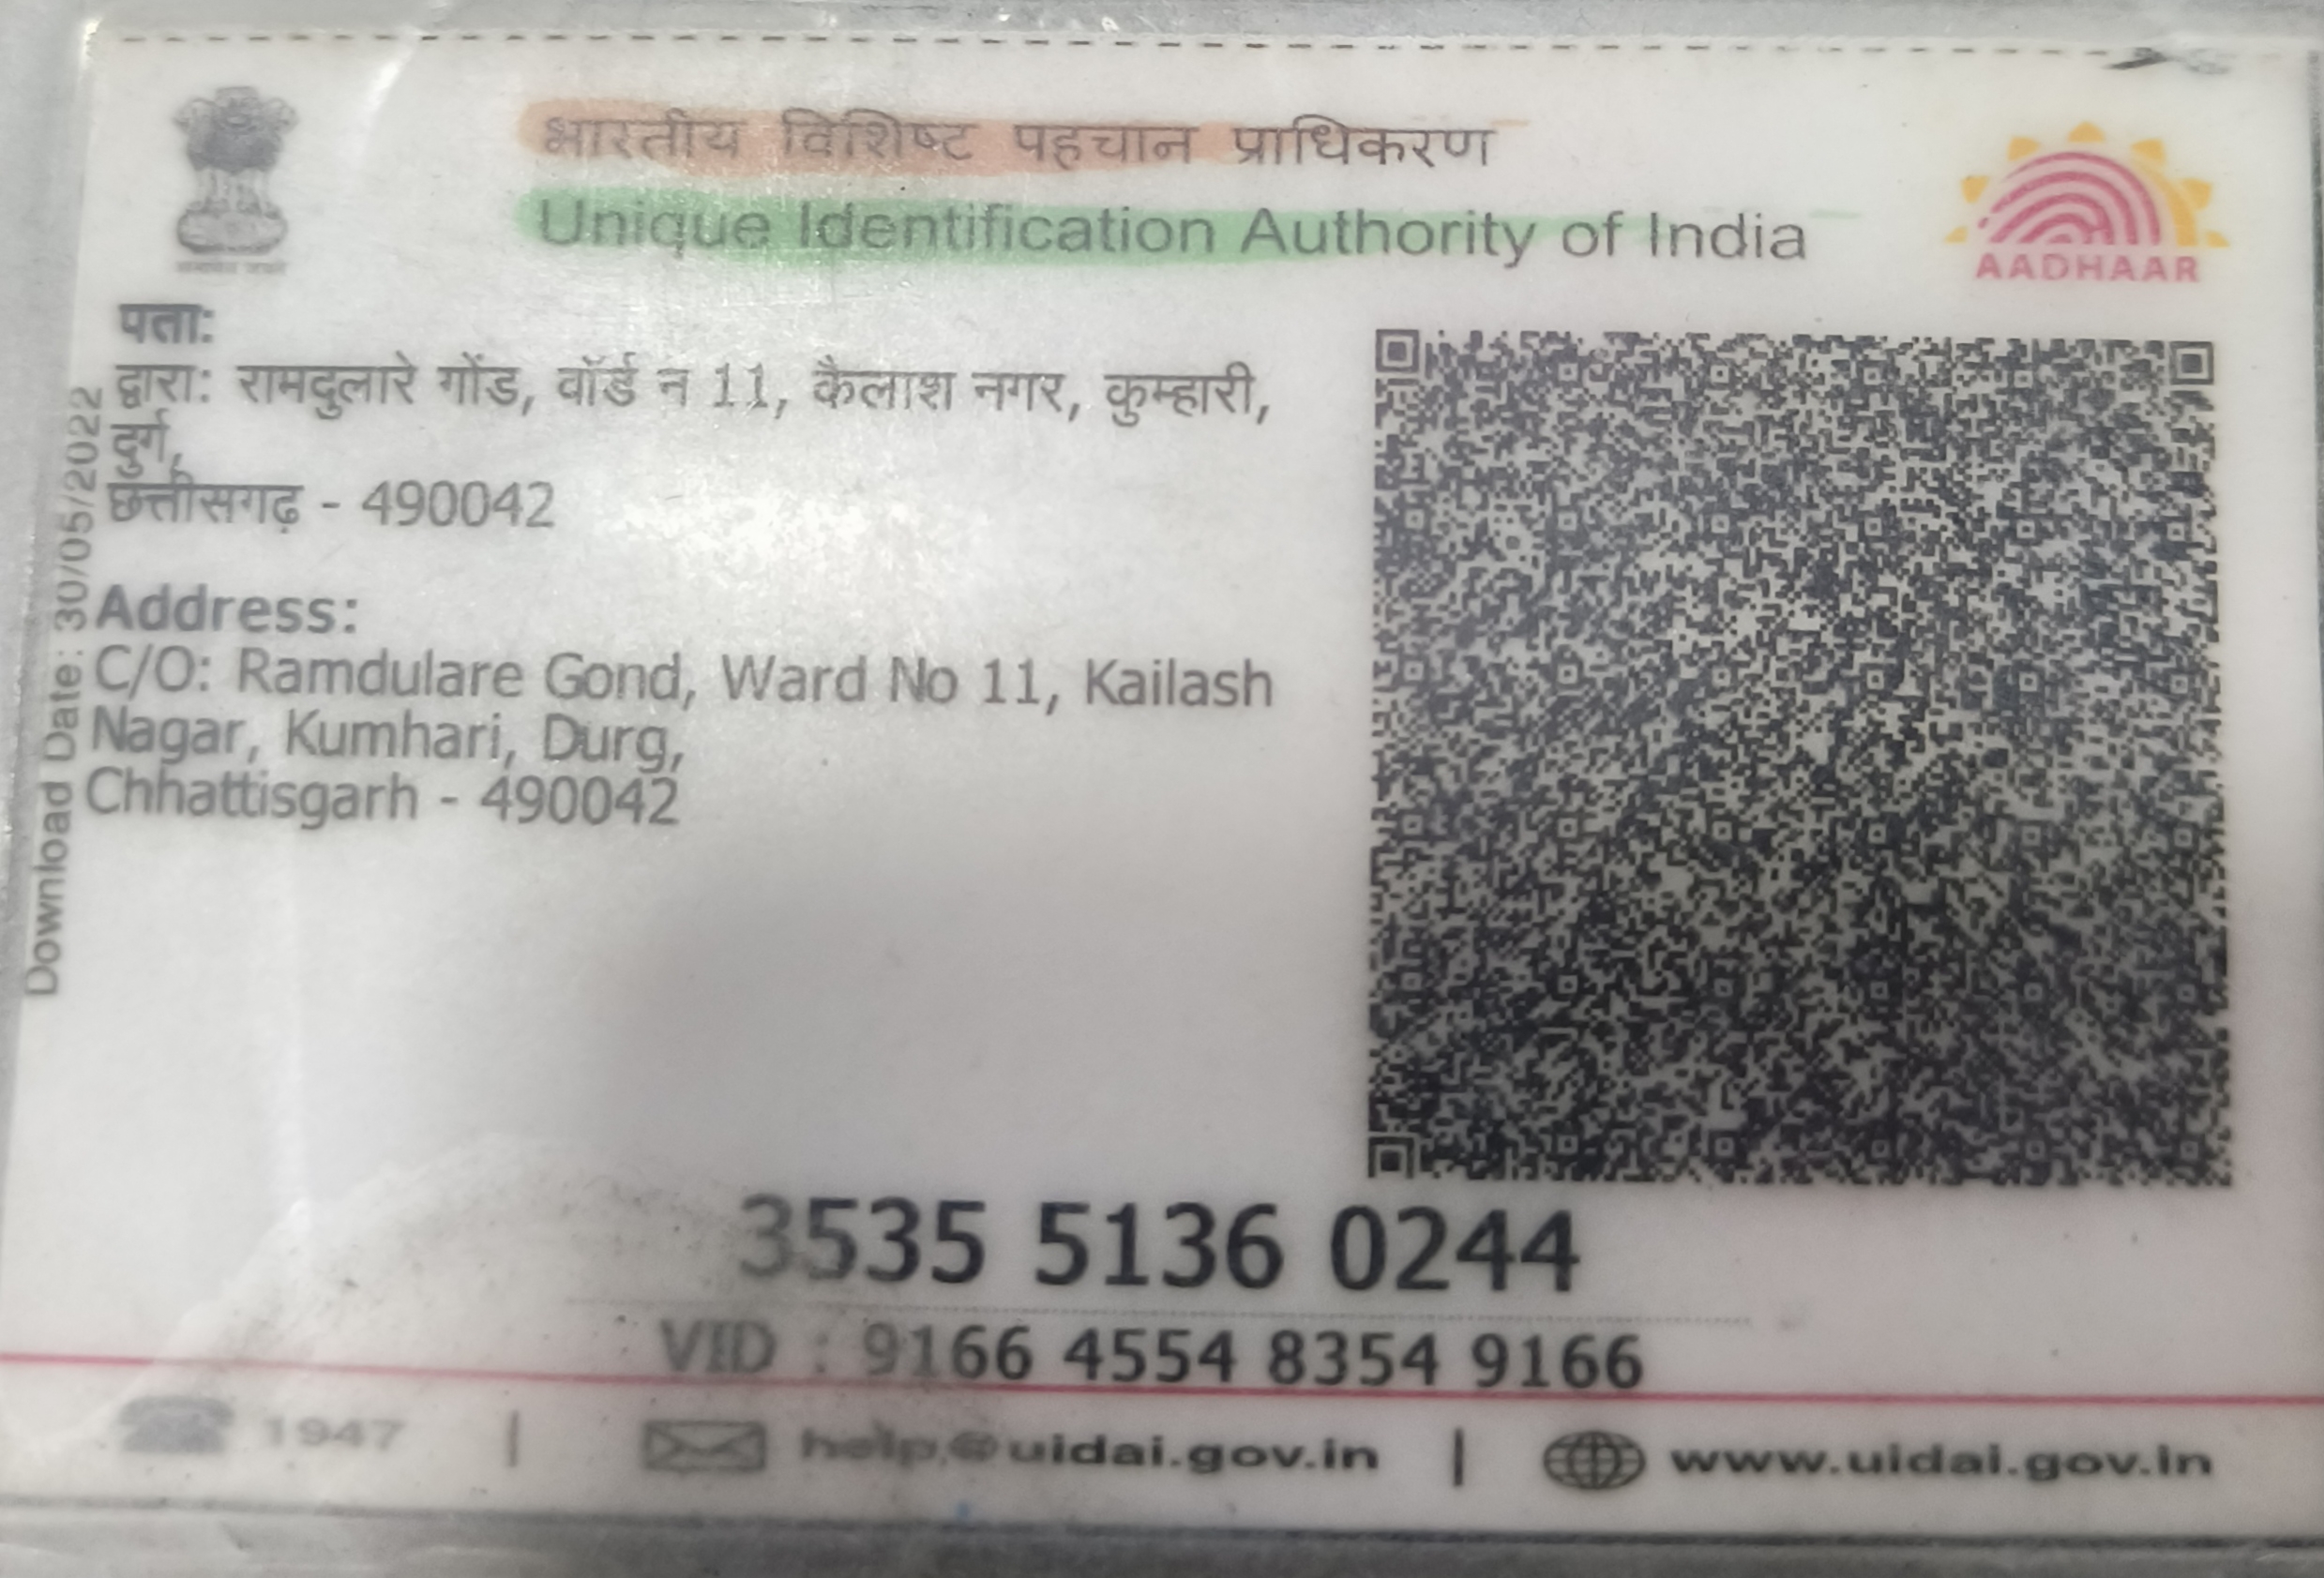 भारतीय विशिष्ट पहचान प्राधिकरण
Unique Identification Authority of India
AADHAAR
पता:
द्वारा: रामदुलारे गोंड, वॉर्ड न 11, कैलाश नगर, कुम्हारी,
दुर्ग,
छत्तीसगढ़ - 490042
Address:
C/O: Ramdulare Gond, Ward No 11, Kailash
Nagar, Kumhari, Durg,
Chhattisgarh - 490042
Download Date: 30/05/2022
3535 5136 0244
VID : 9166 4554 8354 9166
1947 | help@uidai.gov.in | www.uidai.gov.in